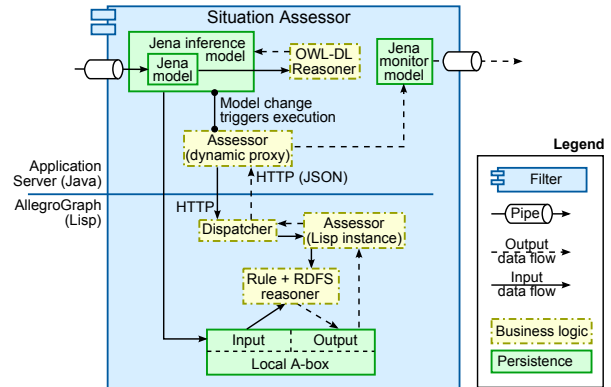 Situation Assessor
Jena inference
model
Jena
model
OWL-DL
Reasoner
Jena
monitor
model
Model change
triggers execution
Assessor
(dynamic proxy)
Application
Server (Java)
HTTP (JSON)
AllegroGraph
(Lisp)
HTTP
Dispatcher
Assessor
(Lisp instance)
Rule + RDFS
reasoner
Input
Output
Local A-box
Legend
Filter
Pipe
Output
data flow
Input
data flow
Business logic
Persistence